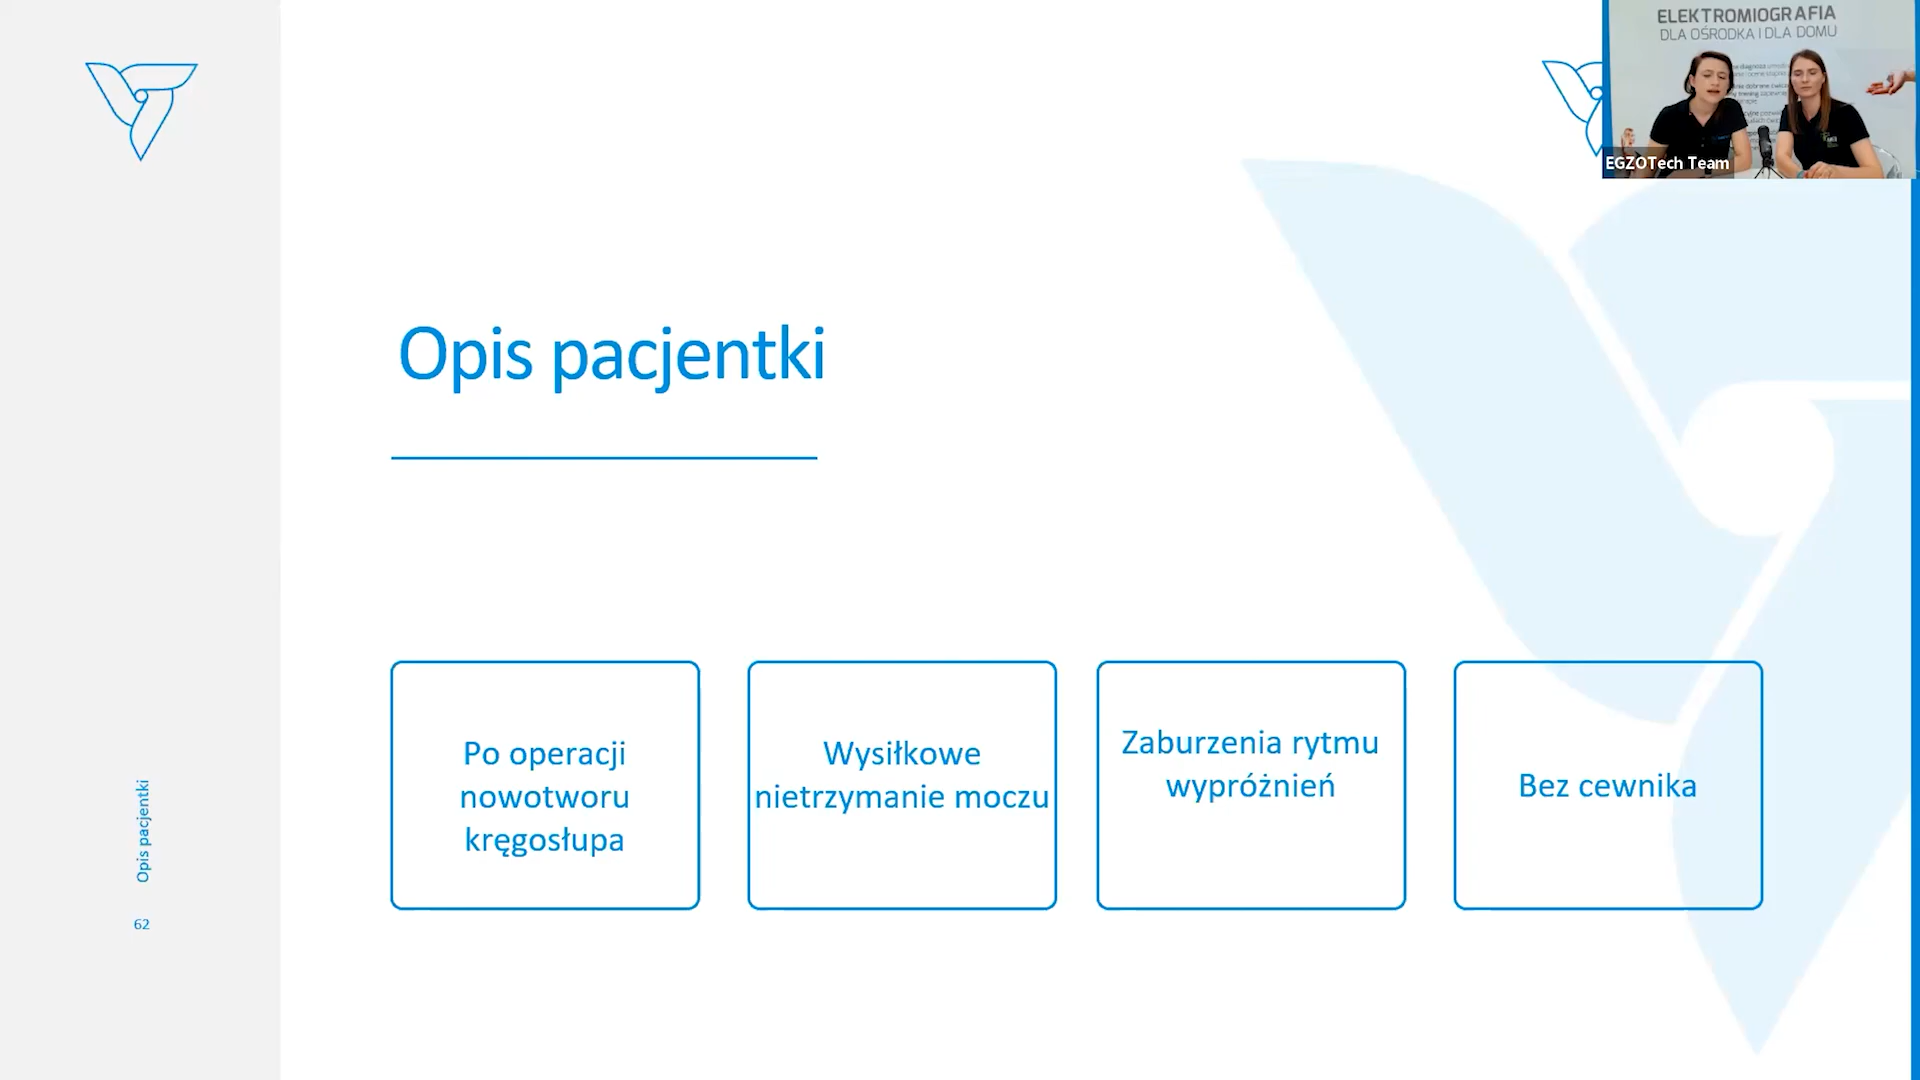 ELEKTROMIOGRAFIA
DLA OŚRODKA I DLA DOMU
EGZOTech Team
Opis pacjentki
Po operacji
nowotworu
kręgosłupa
Wysiłkowe
nietrzymanie moczu
Zaburzenia rytmu
wypróżnień
Bez cewnika
Opis pacjentki
62